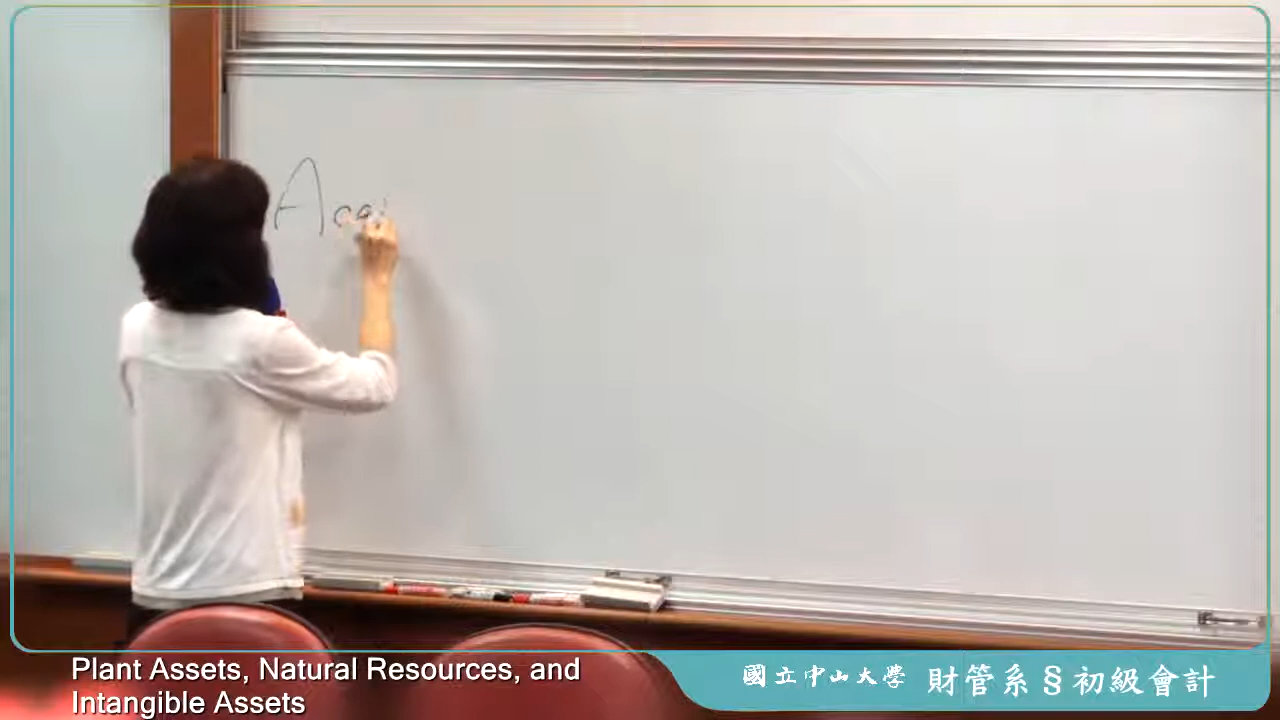 Acc
Plant Assets, Natural Resources, and
Intangible Assets
國立中山大學 財管系§初級會計